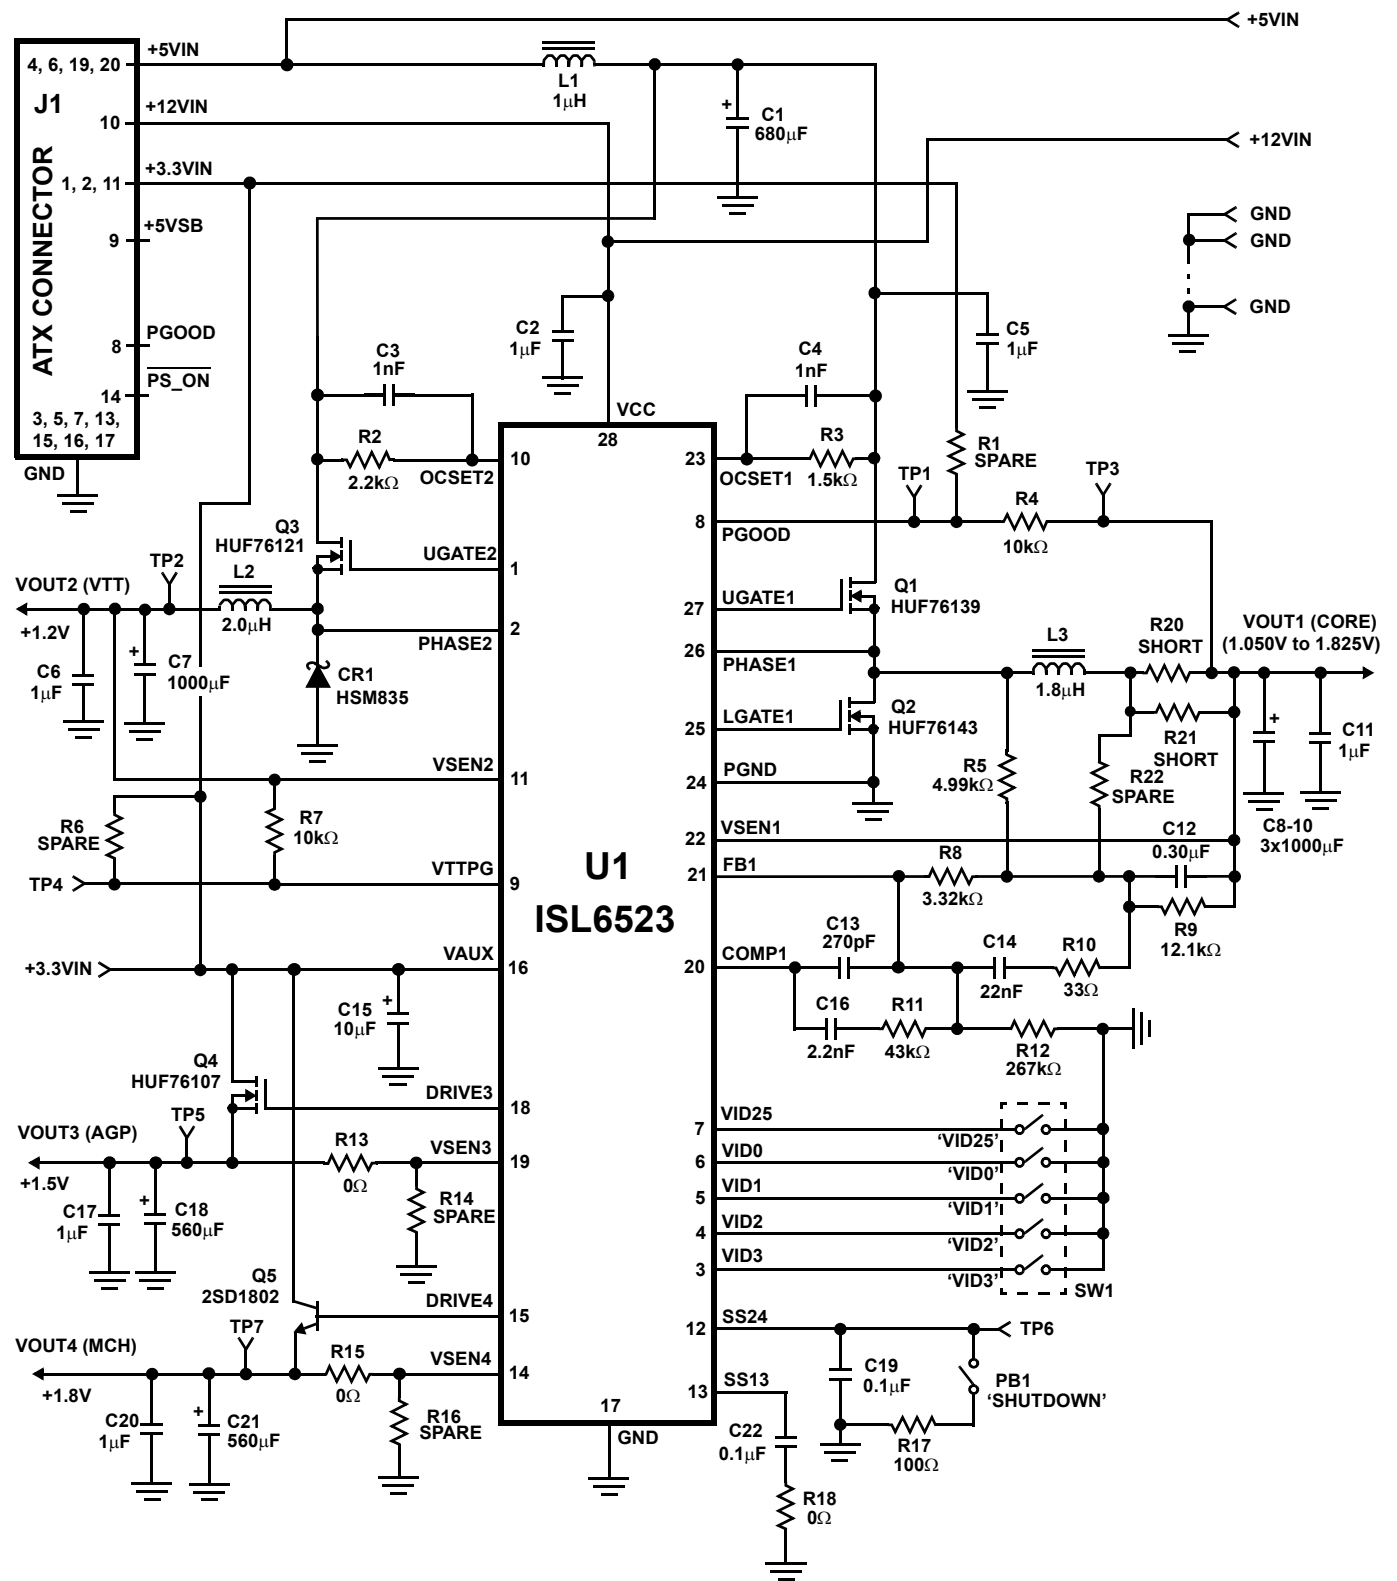 +5VIN
+5VIN
4, 6, 19, 20
L1
1μH
J1
+12VIN
10
+
C1
680μF
+12VIN
ATX CONNECTOR
+3.3VIN
1, 2, 11
+5VSB
9
GND
GND
GND
PGOOD
8
PS_ON
14
3, 5, 7, 13,
15, 16, 17
GND
C2
1μF
C5
1μF
C3
1nF
C4
1nF
VCC
28
R2
2.2kΩ
10
OCSET2
23
OCSET1
R3
1.5kΩ
R1
SPARE
TP1
TP3
R4
10kΩ
8
PGOOD
Q3
HUF76121
UGATE2
1
TP2
L2
2.0μH
VOUT2 (VTT)
+1.2V
UGATE1
27
Q1
HUF76139
2
PHASE2
26
PHASE1
L3
1.8μH
R20
SHORT
VOUT1 (CORE)
(1.050V to 1.825V)
C6
1μF
+
C7
1000μF
CR1
HSM835
LGATE1
25
Q2
HUF76143
R21
SHORT
+
C11
1μF
VSEN2
11
PGND
24
R5
4.99kΩ
R22
SPARE
C8-10
3x1000μF
R6
SPARE
R7
10kΩ
VSEN1
22
C12
0.30μF
TP4
VTTPG
9
U1
ISL6523
FB1
21
R8
3.32kΩ
R9
12.1kΩ
+3.3VIN
VAUX
16
COMP1
20
C13
270pF
C14
22nF
R10
33Ω
C15
10μF
+
C16
2.2nF
R11
43kΩ
R12
267kΩ
Q4
HUF76107
DRIVE3
18
VOUT3 (AGP)
+1.5V
TP5
R13
0Ω
VSEN3
19
VID25
7
‘VID25’
VID0
6
‘VID0’
VID1
5
‘VID1’
VID2
4
‘VID2’
VID3
3
‘VID3’
SW1
C17
1μF
+
C18
560μF
R14
SPARE
Q5
2SD1802
DRIVE4
15
SS24
12
TP6
VOUT4 (MCH)
+1.8V
TP7
R15
0Ω
VSEN4
14
C19
0.1μF
PB1
‘SHUTDOWN’
SS13
13
C20
1μF
+
C21
560μF
R16
SPARE
17
GND
C22
0.1μF
R17
100Ω
R18
0Ω